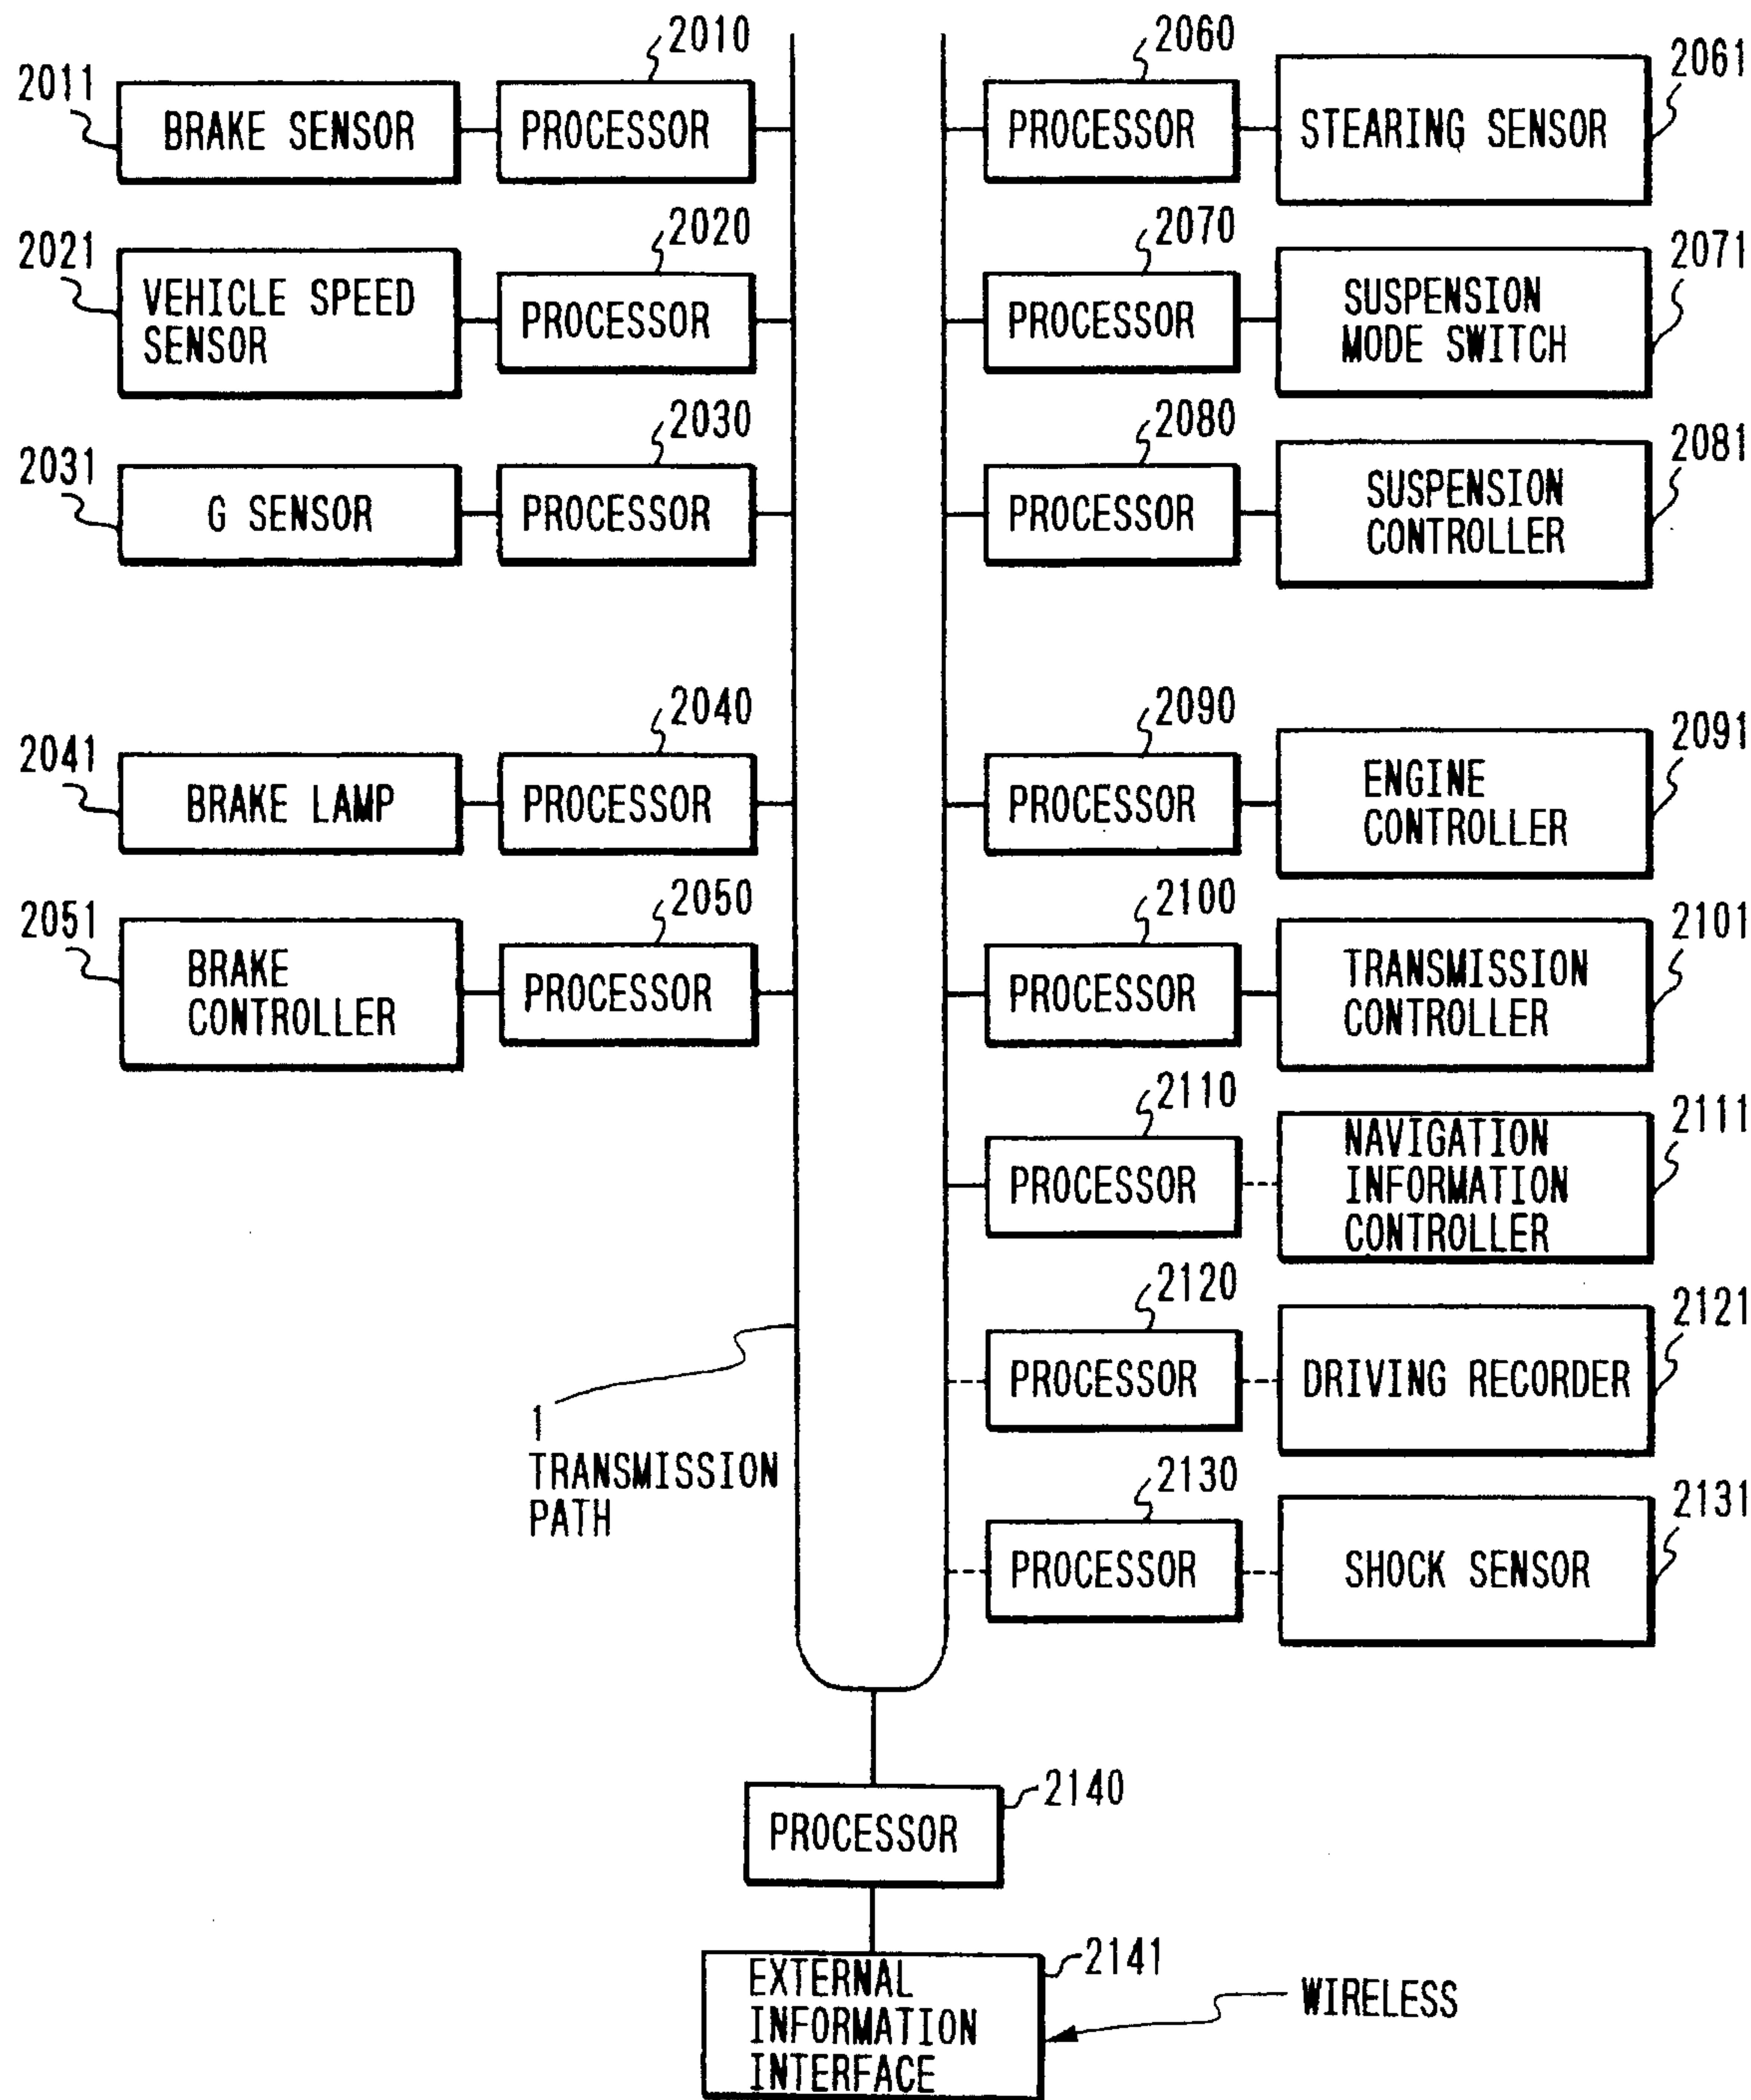 2010
2011
BRAKE SENSOR
PROCESSOR
2060
2061
PROCESSOR
STEARING SENSOR
2020
2021
VEHICLE SPEED
SENSOR
PROCESSOR
2070
2071
PROCESSOR
SUSPENSION
MODE SWITCH
2030
2031
G SENSOR
PROCESSOR
2080
2081
PROCESSOR
SUSPENSION
CONTROLLER
2040
2041
BRAKE LAMP
PROCESSOR
2090
2091
PROCESSOR
ENGINE
CONTROLLER
2050
2051
BRAKE
CONTROLLER
PROCESSOR
2100
2101
PROCESSOR
TRANSMISSION
CONTROLLER
2110
2111
PROCESSOR
NAVIGATION
INFORMATION
CONTROLLER
2120
2121
PROCESSOR
DRIVING RECORDER
1
TRANSMISSION
PATH
2130
2131
PROCESSOR
SHOCK SENSOR
2140
PROCESSOR
2141
EXTERNAL
INFORMATION
INTERFACE
WIRELESS